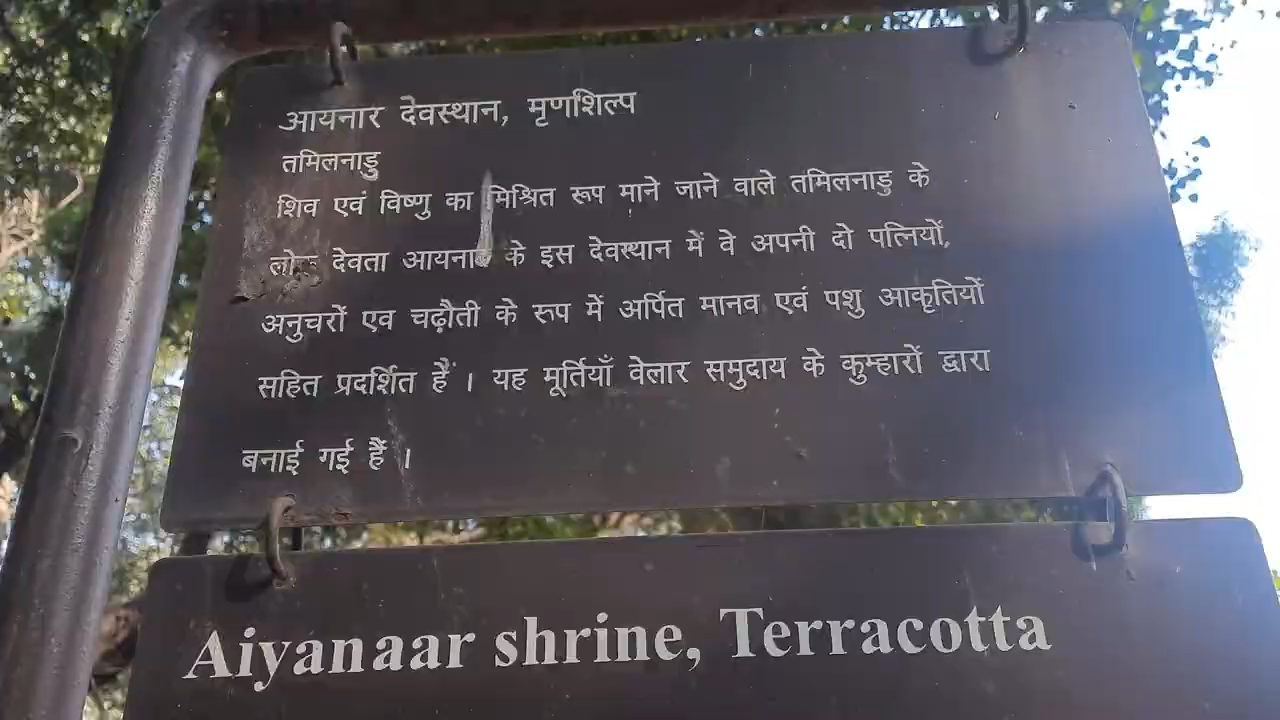 आयनार देवस्थान, मृणशिल्प
तमिलनाडु
शिव एवं विष्णु का मिश्रित रूप माने जाने वाले तमिलनाडु के
देवता आयनार के इस देवस्थान में वे अपनी दो पत्नियों,
अनुचरों एव चढ़ौती के रूप में अर्पित मानव एवं पशु आकृतियों
सहित प्रदर्शित हैं । यह मूर्तियाँ वेलार समुदाय के कुम्हारों द्वारा
बनाई गई हैं ।
Aiyanaar shrine, Terracotta